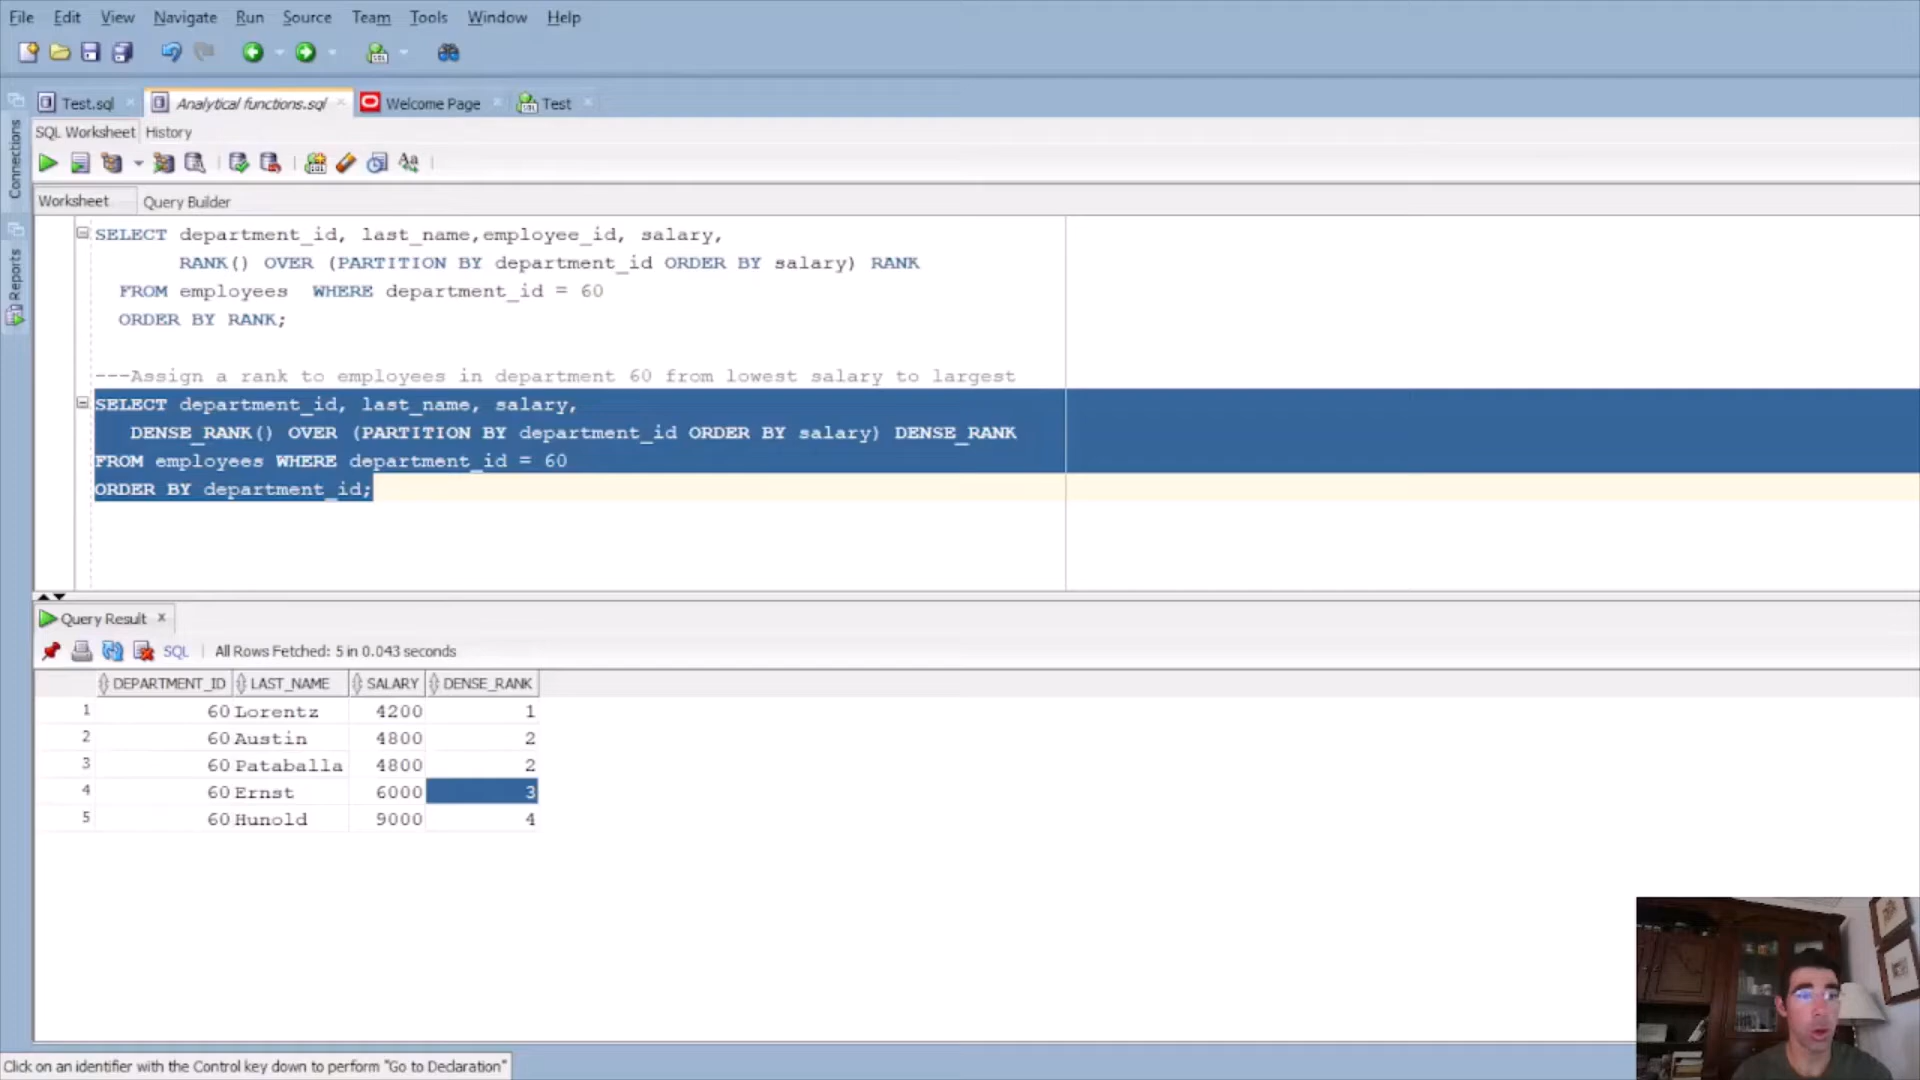 File Edit View Navigate Run Source Team Tools Window Help
Test.sql Analytical functions.sql Welcome Page Test
SQL Worksheet History
Worksheet Query Builder
Connections
Reports
SELECT department_id, last_name,employee_id, salary,
RANK() OVER (PARTITION BY department_id ORDER BY salary) RANK
FROM employees WHERE department_id = 60
ORDER BY RANK;
---Assign a rank to employees in department 60 from lowest salary to largest
SELECT department_id, last_name, salary,
DENSE_RANK() OVER (PARTITION BY department_id ORDER BY salary) DENSE_RANK
FROM employees WHERE department_id = 60
ORDER BY department_id;
Query Result
SQL | All Rows Fetched: 5 in 0.043 seconds
DEPARTMENT_ID LAST_NAME SALARY DENSE_RANK
1 60 Lorentz 4200 1
2 60 Austin 4800 2
3 60 Pataballa 4800 2
4 60 Ernst 6000 3
5 60 Hunold 9000 4
Click on an identifier with the Control key down to perform "Go to Declaration"